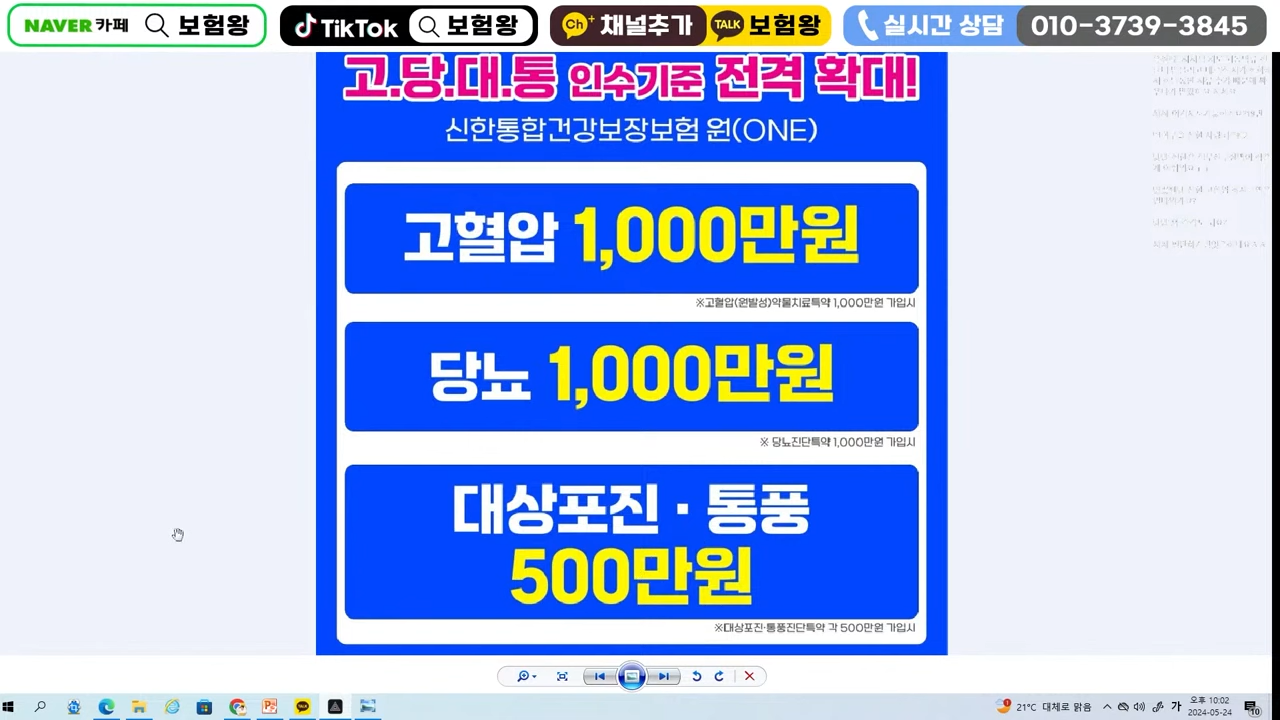 NAVER 카페 보험왕
TikTok 보험왕
Ch+ 채널추가 TALK 보험왕
실시간 상담 010-3739-3845
고.당.대.통 인수기준 전격 확대!
신한통합건강보장보험 원(ONE)
고혈압 1,000만원
※고혈압(원발성)약물치료특약 1,000만원 가입시
당뇨 1,000만원
※ 당뇨진단특약 1,000만원 가입시
대상포진 · 통풍
500만원
※대상포진·통풍진단특약 각 500만원 가입시
21°C 대체로 맑음
가
오후 10:02
2024-05-24
10